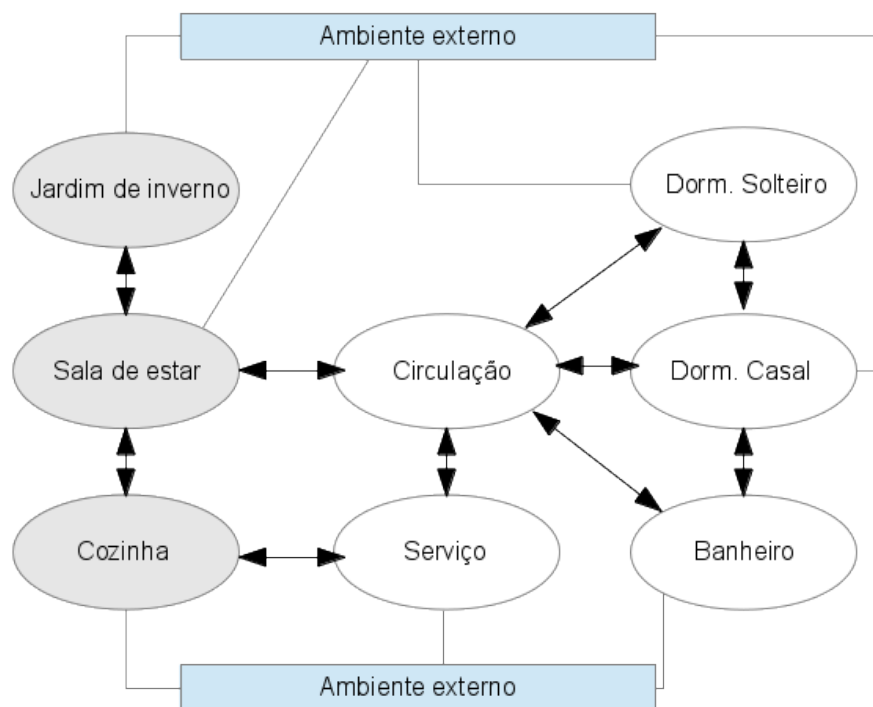 Ambiente externo
Jardim de inverno
Dorm. Solteiro
Sala de estar
Circulação
Dorm. Casal
Cozinha
Serviço
Banheiro
Ambiente externo